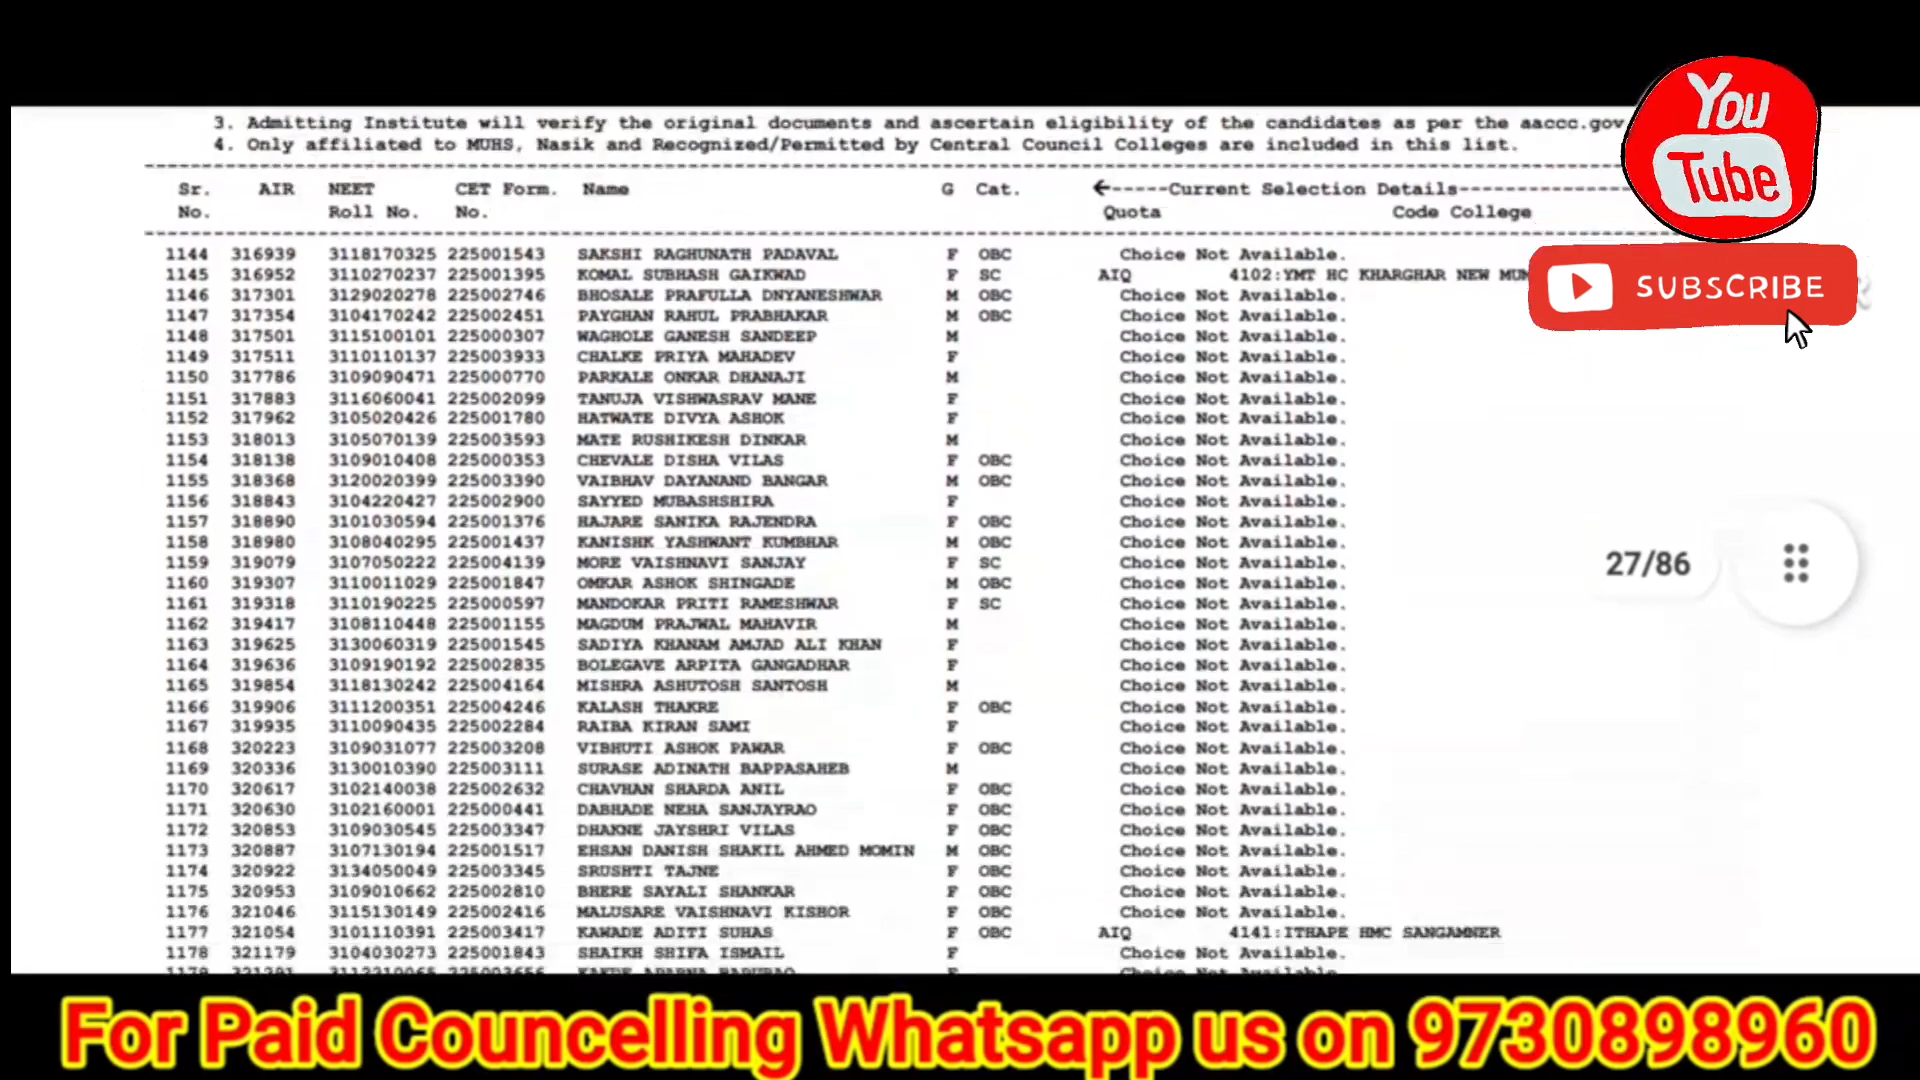 3. Admitting Institute will verify the original documents and ascertain eligibility of the candidates as per the aaccc.gov
4. Only affiliated to MUHS, Nasik and Recognized/Permitted by Central Council Colleges are included in this list.
Sr. AIR NEET CET Form. Name G Cat. ←-----Current Selection Details-----
No. Roll No. No. Quota Code College
1144 316939 3118170325 225001543 SAKSHI RAGHUNATH PADAVAL F OBC Choice Not Available.
1145 316952 3110270237 225001395 KOMAL SUBHASH GAIKWAD F SC AIQ 4102:YMT HC KHARGHAR NEW
1146 317301 3129020278 225002746 BHOSALE PRAFULLA DNYANESHWAR M OBC Choice Not Available.
1147 317354 3104170242 225002451 PAYGHAN RAHUL PRABHAKAR M OBC Choice Not Available.
1148 317501 3115100101 225000307 WAGHOLE GANESH SANDEEP M Choice Not Available.
1149 317511 3110110137 225003933 CHALKE PRIYA MAHADEV F Choice Not Available.
1150 317786 3109090471 225000770 PARKALE ONKAR DHANAJI M Choice Not Available.
1151 317883 3116060041 225002099 TANUJA VISHWASRAV MANE F Choice Not Available.
1152 317962 3105020426 225001780 HATWATE DIVYA ASHOK F Choice Not Available.
1153 318013 3105070139 225003593 MATE RUSHIKESH DINKAR M Choice Not Available.
1154 318138 3109010408 225000353 CHEVALE DISHA VILAS F OBC Choice Not Available.
1155 318368 3120020399 225003390 VAIBHAV DAYANAND BANGAR M OBC Choice Not Available.
1156 318843 3104220427 225002900 SAYYED MUBASHSHIRA F Choice Not Available.
1157 318890 3101030594 225001376 HAJARE SANIKA RAJENDRA F OBC Choice Not Available.
1158 318980 3108040295 225001437 KANISHK YASHWANT KUMBHAR M OBC Choice Not Available.
1159 319079 3107050222 225004139 MORE VAISHNAVI SANJAY F SC Choice Not Available.
1160 319307 3110011029 225001847 OMKAR ASHOK SHINGADE M OBC Choice Not Available.
1161 319318 3110190225 225000597 MANDOKAR PRITI RAMESHWAR F SC Choice Not Available.
1162 319417 3108110448 225001155 MAGDUM PRAJWAL MAHAVIR M Choice Not Available.
1163 319625 3130060319 225001545 SADIYA KHANAM AMJAD ALI KHAN F Choice Not Available.
1164 319636 3109190192 225002835 BOLEGAVE ARPITA GANGADHAR F Choice Not Available.
1165 319854 3118130242 225004164 MISHRA ASHUTOSH SANTOSH M Choice Not Available.
1166 319906 3111200351 225004246 KALASH THAKRE F OBC Choice Not Available.
1167 319935 3110090435 225002284 RAIBA KIRAN SAMI F Choice Not Available.
1168 320223 3109031077 225003208 VIBHUTI ASHOK PAWAR F OBC Choice Not Available.
1169 320336 3130010390 225003111 SURASE ADINATH BAPPASAHEB M Choice Not Available.
1170 320617 3102140038 225002632 CHAVHAN SHARDA ANIL F OBC Choice Not Available.
1171 320630 3102160001 225000441 DABHADE NEHA SANJAYRAO F OBC Choice Not Available.
1172 320853 3109030545 225003347 DHAKNE JAYSHRI VILAS F OBC Choice Not Available.
1173 320887 3107130194 225001517 EHSAN DANISH SHAKIL AHMED MOMIN M OBC Choice Not Available.
1174 320922 3134050049 225003345 SRUSHTI TAJNE F OBC Choice Not Available.
1175 320953 3109010662 225002810 BHERE SAYALI SHANKAR F OBC Choice Not Available.
1176 321046 3115130149 225002416 MALUSARE VAISHNAVI KISHOR F OBC Choice Not Available.
1177 321054 3101110391 225003417 KAWADE ADITI SUHAS F OBC AIQ 4141:ITHAPE HMC SANGAMNER
1178 321179 3104030273 225001843 SHAIKH SHIFA ISMAIL F Choice Not Available.
You
Tube
SUBSCRIBE
27/86
For Paid Councelling Whatsapp us on 9730898960